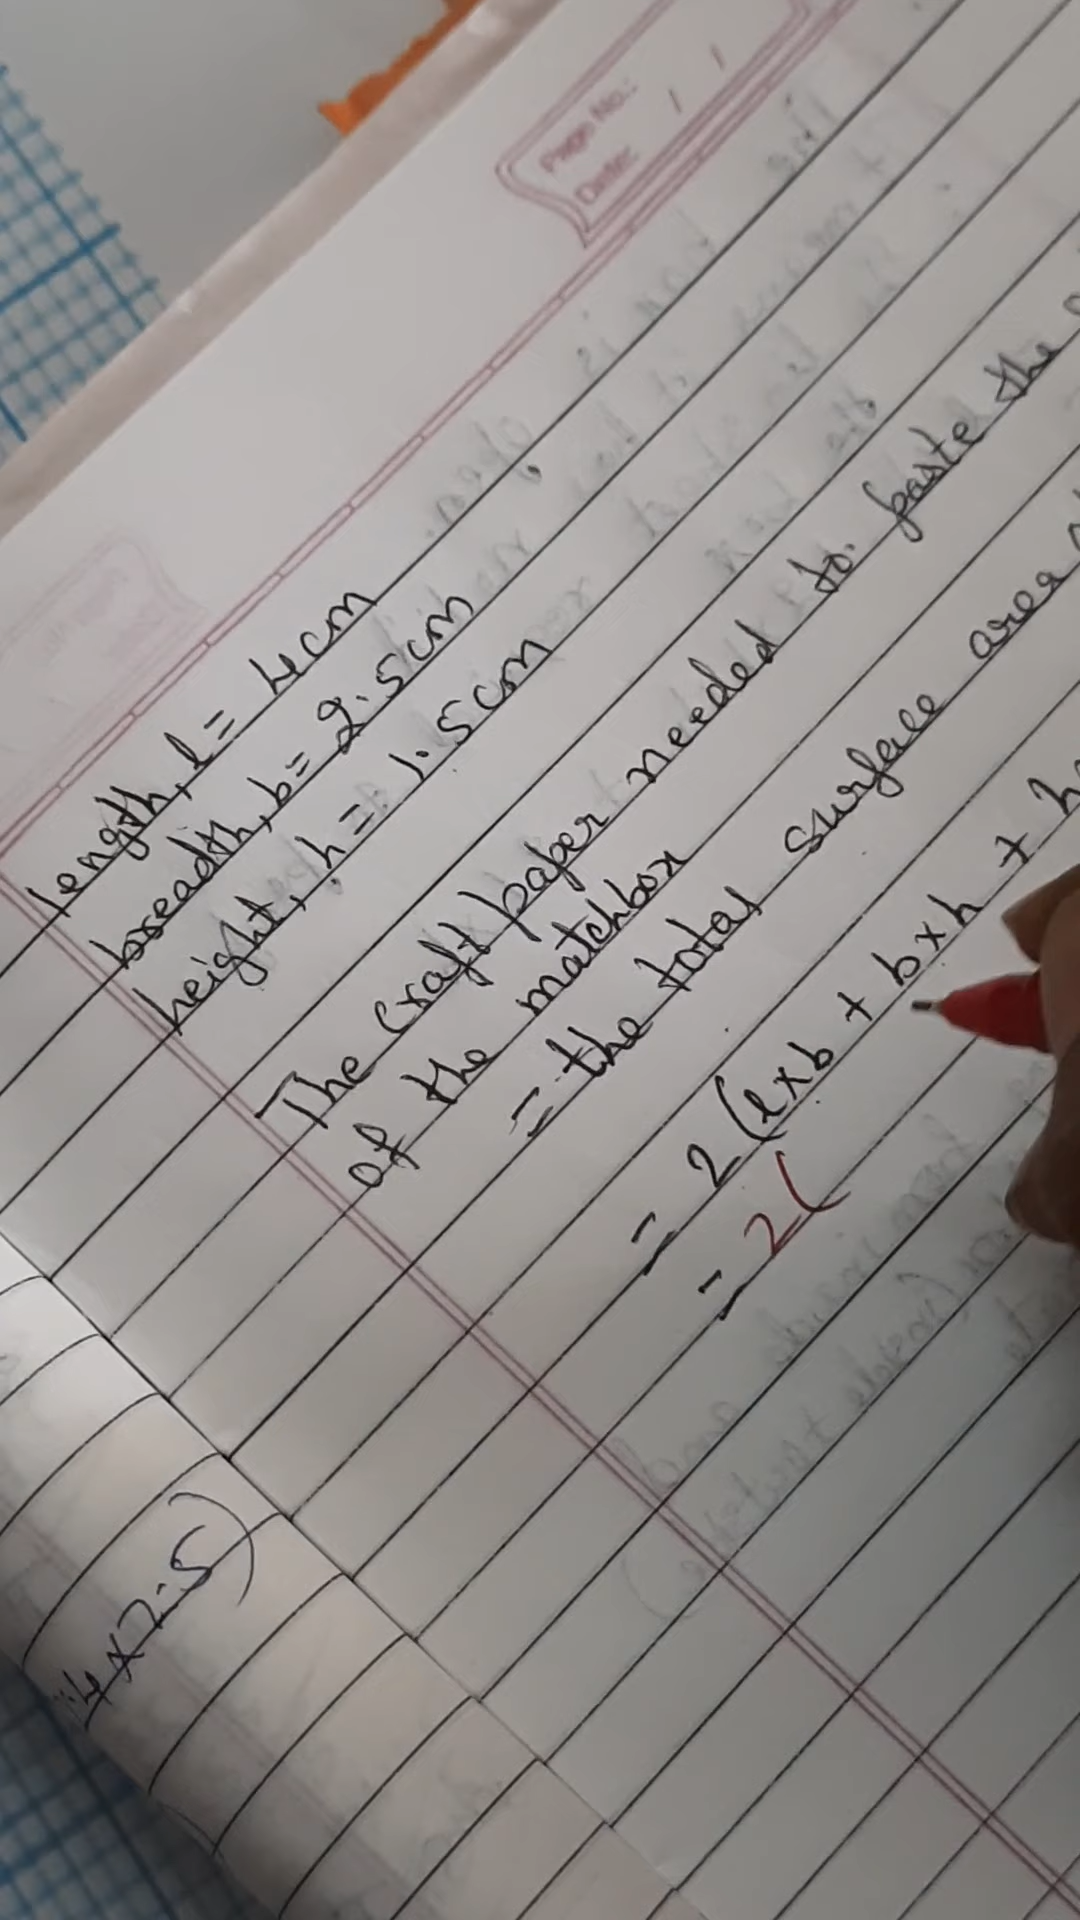 Page No.:
Date: / /
length, l = 4cm
breadth, b = 2.5cm
height, h = 1.5cm
The craft paper needed to paste the
of the matchbox
= the total surface area
= 2(l×b + b×h + h
= 2(
4×7.5)